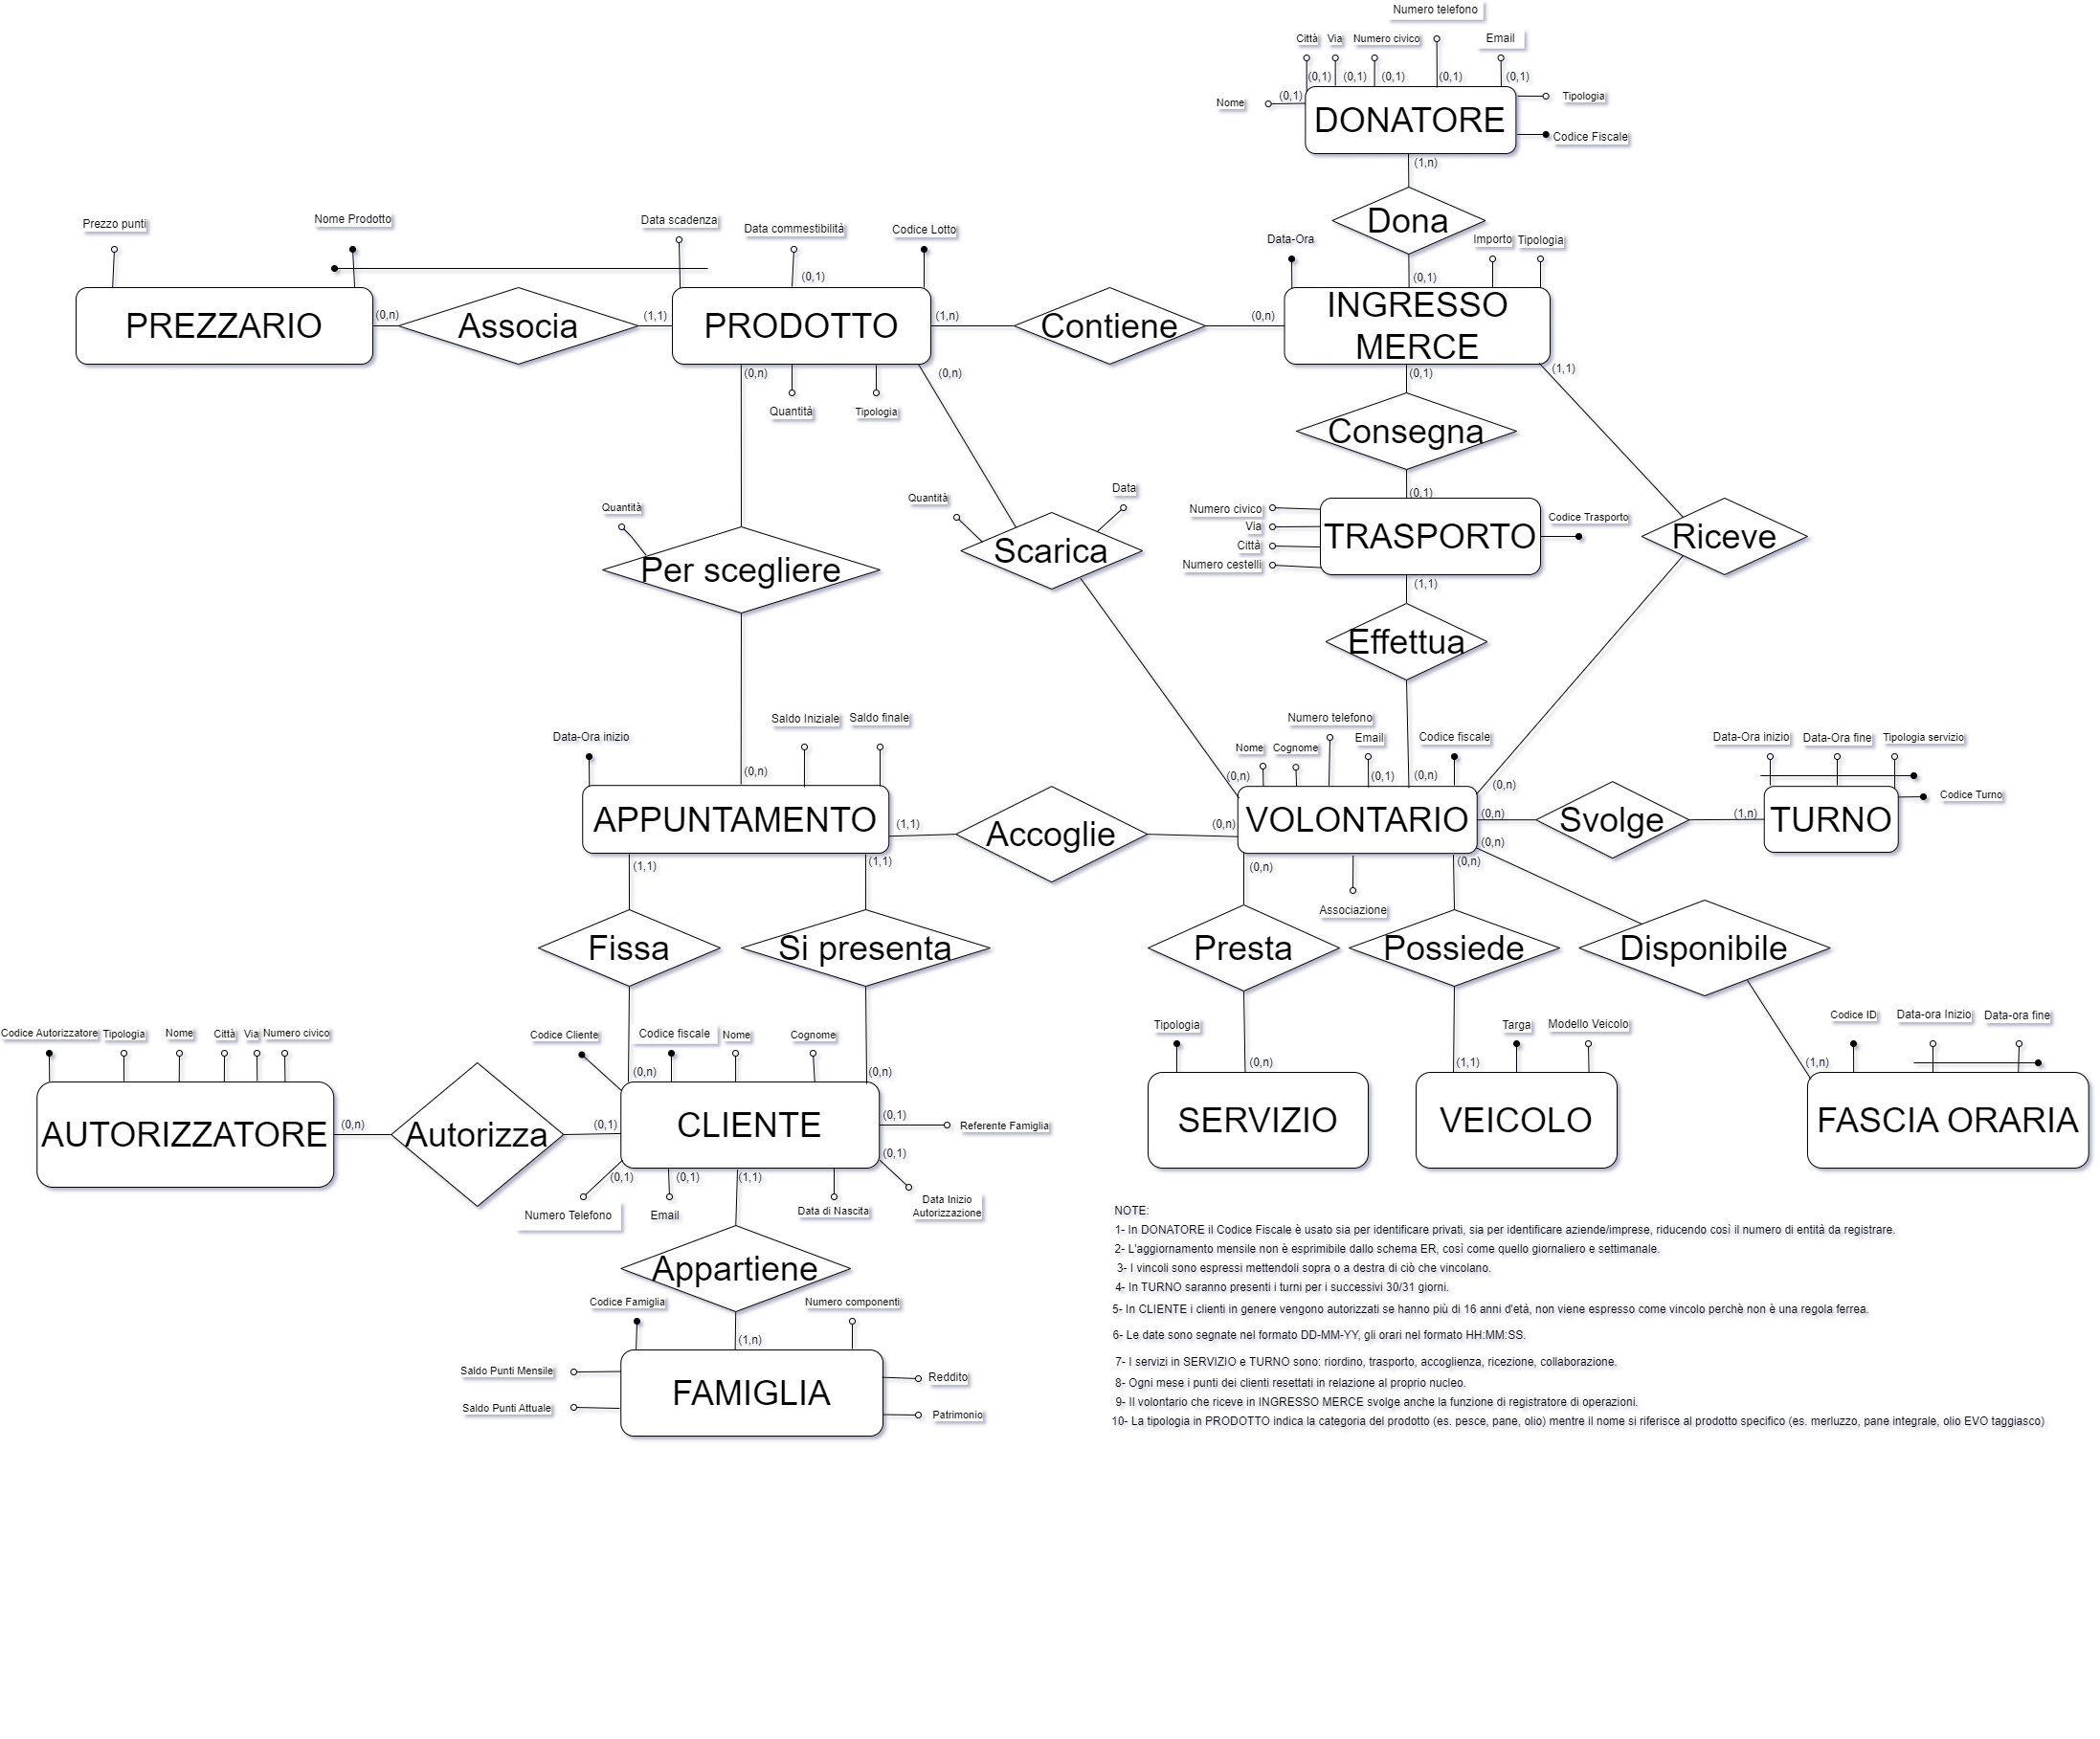 Numero telefono
Città Via Numero civico Email
(0,1) (0,1) (0,1) (0,1) (0,1)
Nome (0,1) Tipologia
DONATORE
Codice Fiscale
(1,n)
Dona
Prezzo punti Nome Prodotto Data scadenza Data commestibilità Codice Lotto
Data-Ora Importo Tipologia
(0,1) (0,1)
PREZZARIO (0,n) Associa (1,1) PRODOTTO (1,n) Contiene (0,n) INGRESSO
MERCE
(0,n) (0,n) (0,1) (1,1)
Quantità Tipologia
Consegna
Quantità Quantità Data (0,1)
Numero civico Codice Trasporto
Via
Città
Numero cestelli
TRASPORTO
Riceve
Scarica
Per scegliere
(1,1)
Effettua
Data-Ora inizio Saldo Iniziale Saldo finale
Numero telefono
Nome Cognome Email Codice fiscale
Data-Ora inizio Data-Ora fine Tipologia servizio
(0,n) (0,n) (0,1) (0,n) (0,n)
Codice Turno
APPUNTAMENTO (1,1) Accoglie (0,n) VOLONTARIO (0,n) Svolge (1,n) TURNO
(0,n)
(1,1) (1,1) (0,n) (0,n)
Associazione
Fissa Si presenta Presta Possiede Disponibile
Codice Autorizzatore Tipologia Nome Città Via Numero civico
Codice Cliente Codice fiscale Nome Cognome
Tipologia Targa Modello Veicolo
Codice ID Data-ora Inizio Data-ora fine
(0,n) (0,n) (0,n) (1,1) (1,n)
AUTORIZZATORE (0,n) Autorizza (0,1) CLIENTE (0,1) Referente Famiglia
SERVIZIO VEICOLO FASCIA ORARIA
(0,1)
(0,1) (0,1) (1,1)
Numero Telefono Email Data di Nascita Data Inizio
Autorizzazione
Appartiene
Codice Famiglia Numero componenti
(1,n)
Saldo Punti Mensile Reddito
FAMIGLIA
Saldo Punti Attuale Patrimonio
NOTE:
1- In DONATORE il Codice Fiscale è usato sia per identificare privati, sia per identificare aziende/imprese, riducendo così il numero di entità da registrare.
2- L'aggiornamento mensile non è esprimibile dallo schema ER, così come quello giornaliero e settimanale.
3- I vincoli sono espressi mettendoli sopra o a destra di ciò che vincolano.
4- In TURNO saranno presenti i turni per i successivi 30/31 giorni.
5- In CLIENTE i clienti in genere vengono autorizzati se hanno più di 16 anni d'età, non viene espresso come vincolo perchè non è una regola ferrea.
6- Le date sono segnate nel formato DD-MM-YY, gli orari nel formato HH:MM:SS.
7- I servizi in SERVIZIO e TURNO sono: riordino, trasporto, accoglienza, ricezione, collaborazione.
8- Ogni mese i punti dei clienti resettati in relazione al proprio nucleo.
9- Il volontario che riceve in INGRESSO MERCE svolge anche la funzione di registratore di operazioni.
10- La tipologia in PRODOTTO indica la categoria del prodotto (es. pesce, pane, olio) mentre il nome si riferisce al prodotto specifico (es. merluzzo, pane integrale, olio EVO taggiasco)